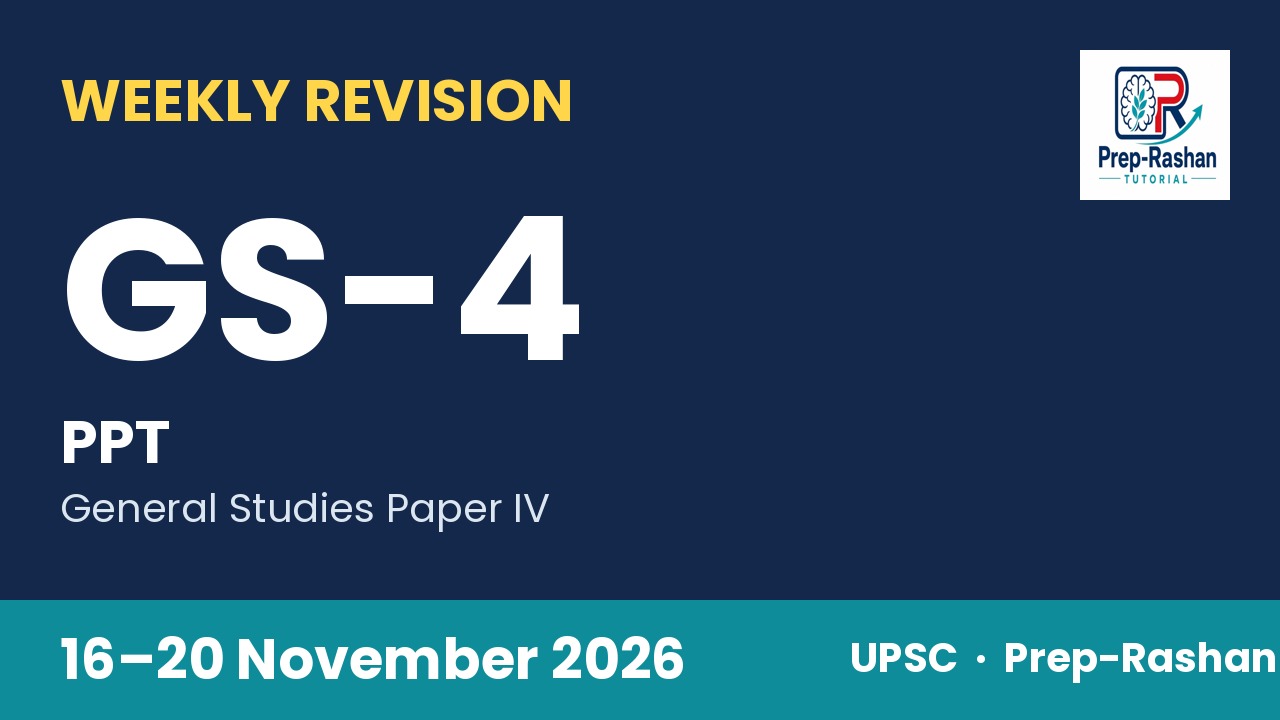 WEEKLY REVISION
PR
Prep-Rashan
TUTORIAL
GS-4
PPT
General Studies Paper IV
16–20 November 2026
UPSC · Prep-Rashan